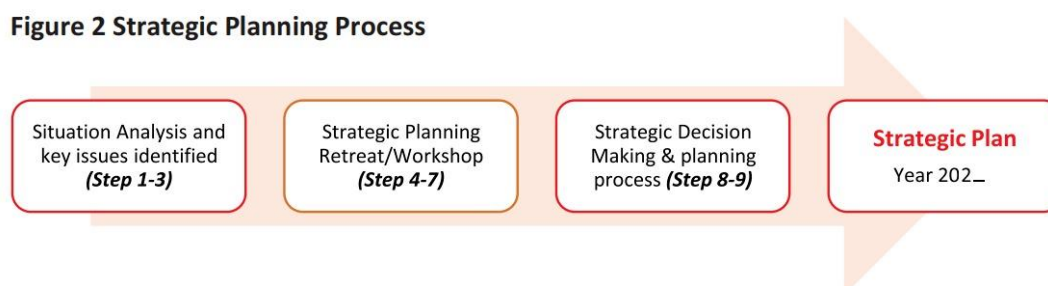 Figure 2 Strategic Planning Process
Situation Analysis and
key issues identified
(Step 1-3)
Strategic Planning
Retreat/Workshop
(Step 4-7)
Strategic Decision
Making & planning
process (Step 8-9)
Strategic Plan
Year 202_